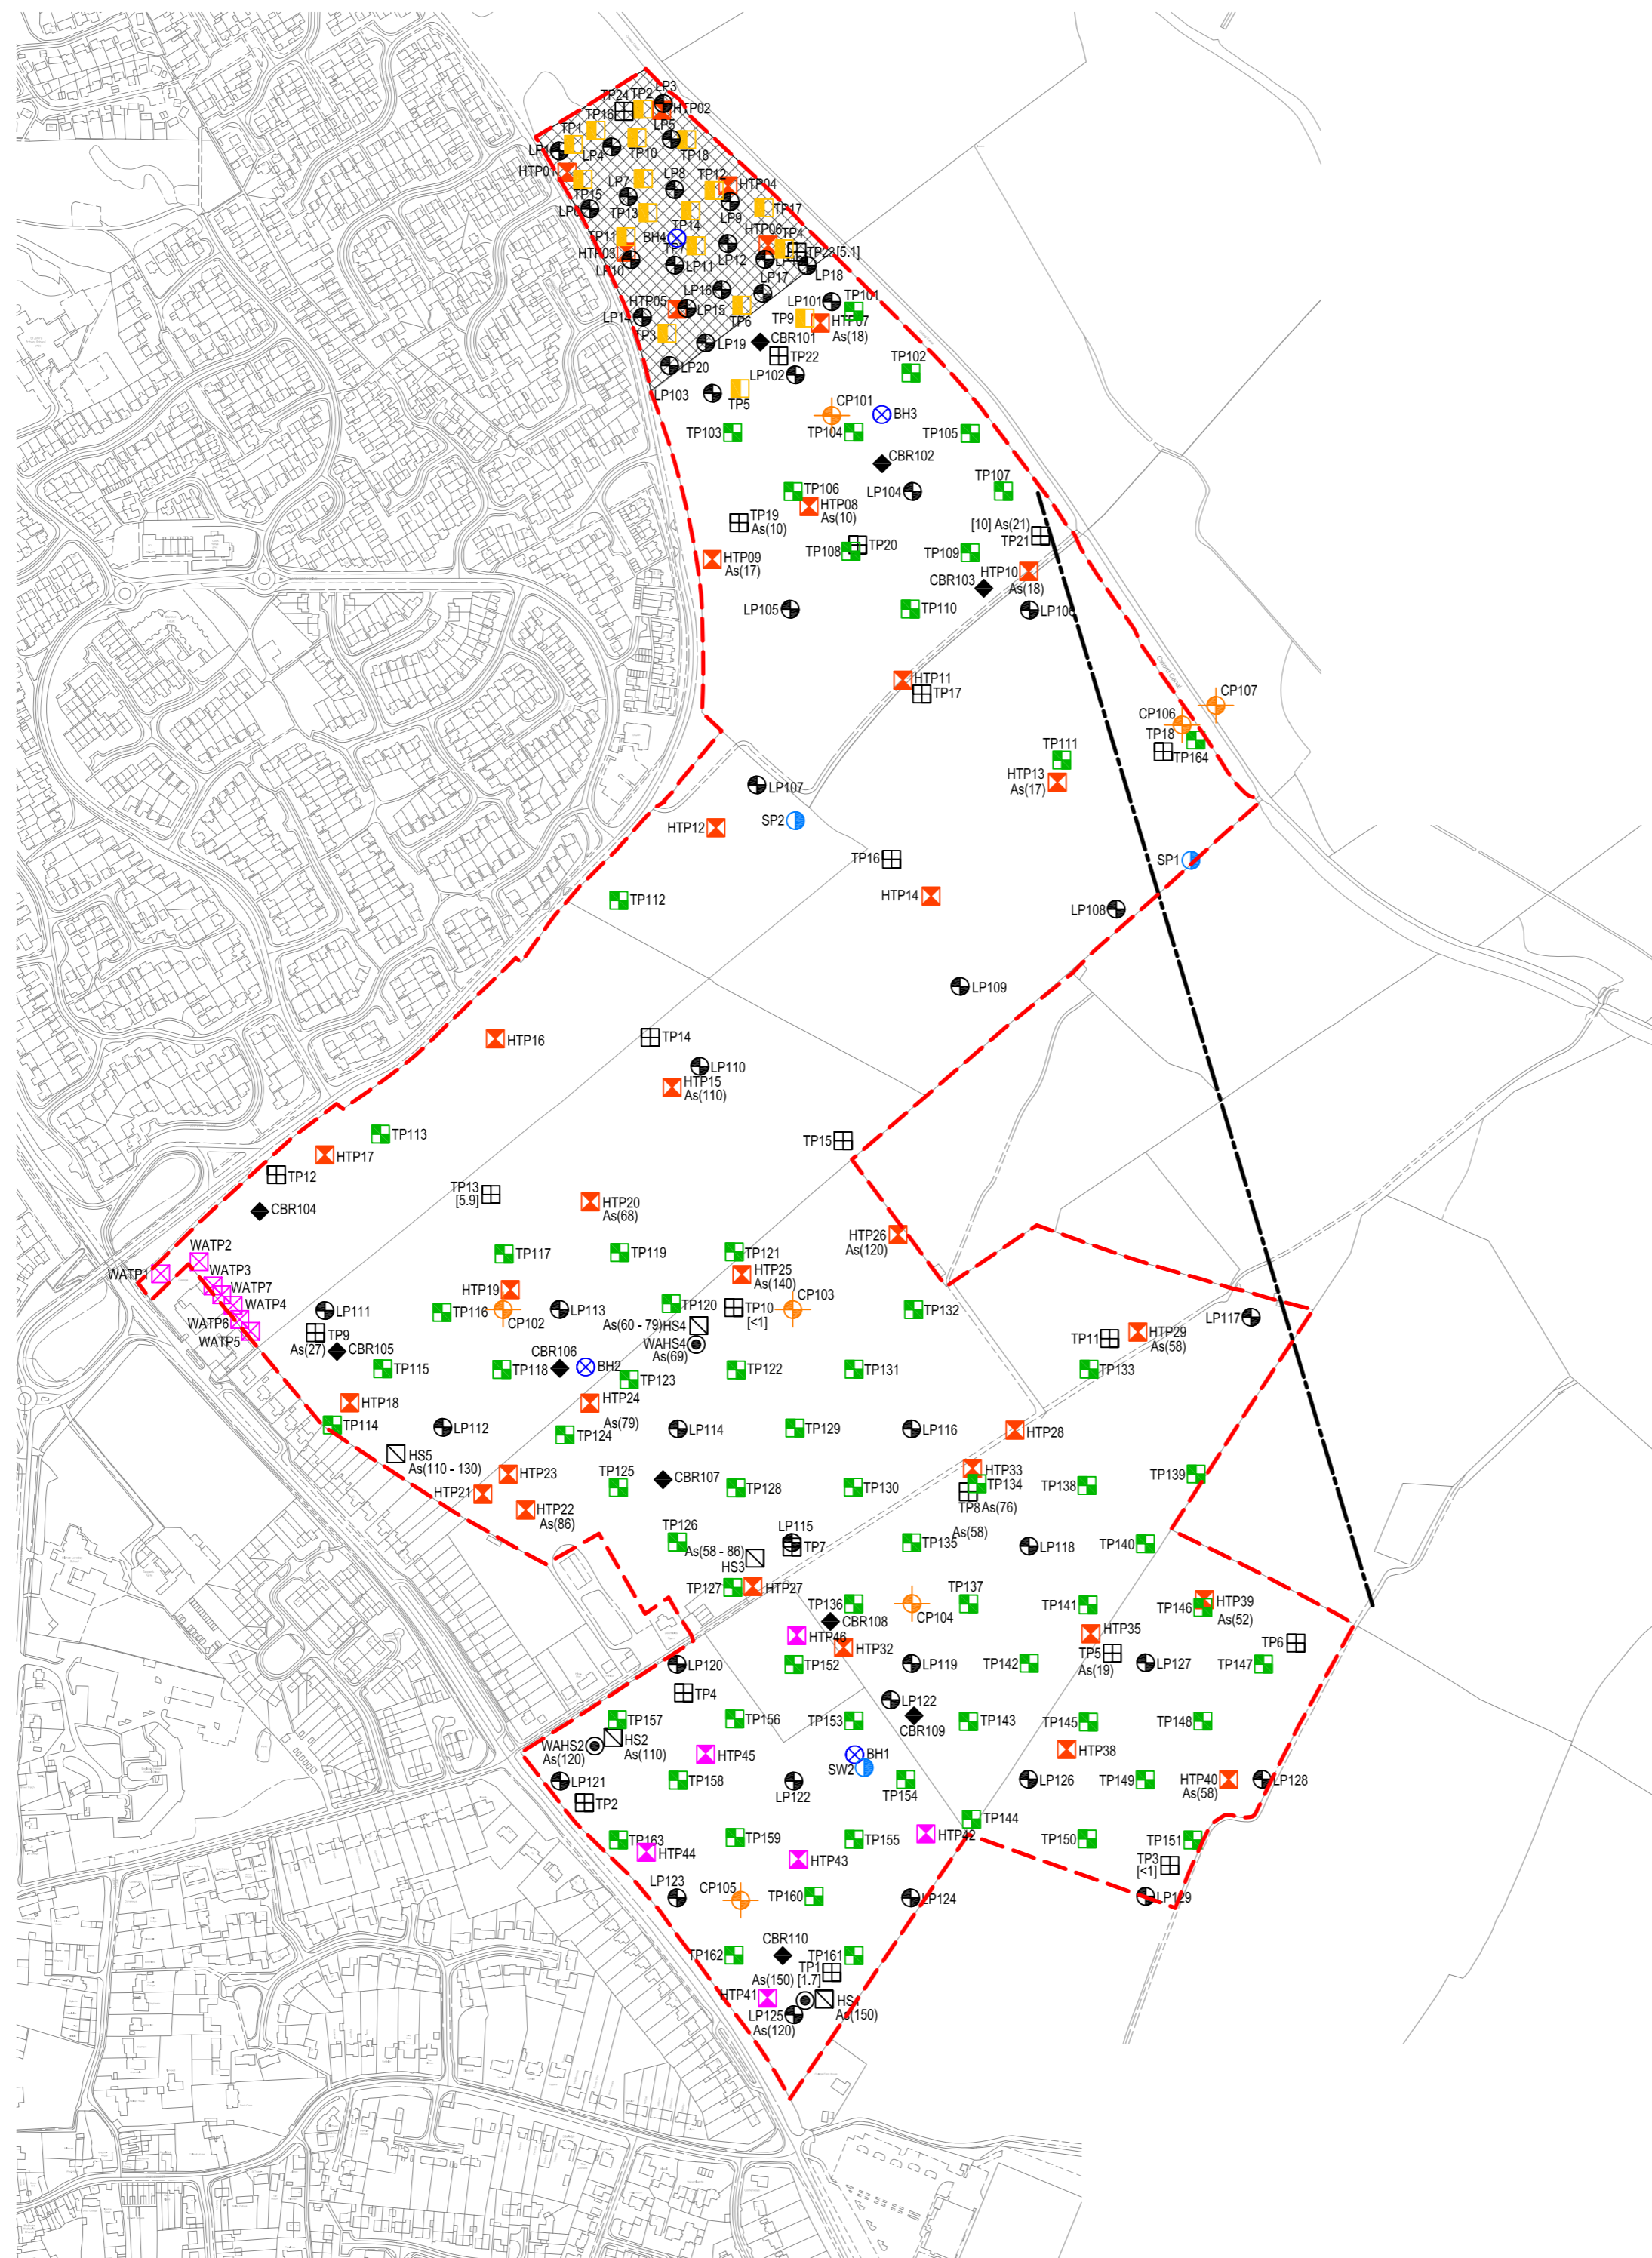 LP3
TP24 TP2
TP16 HTP02
TP1 LP5
LP1 LP4 TP10 TP18
HTP01 LP7 LP8 TP12 HTP04
TP15
LP6 TP13 TP14 LP9 TP17
TP11 BH4 HTP06 TP4
HTP03 TP7 LP12 TP23[5.1]
LP10 LP11 LP18
LP16 LP17
HTP05 LP15 LP101 TP101
LP14 TP6 TP9 HTP07
TP3 As(18)
LP19 CBR101
TP22
LP20 LP102 TP102
LP103 TP5
CP101 BH3
TP103 TP104 TP105
CBR102
TP106 LP104 TP107
HTP08
As(10)
TP19
As(10)
[10] As(21)
TP21
TP108 TP20 TP109
HTP09
As(17)
HTP10
As(18)
CBR103
LP105 TP110 LP106
Oxford Canal
HTP11
TP17
CP107
CP106
TP18
TP164
TP111
HTP13
As(17)
LP107
SP2
HTP12
TP16 SP1
HTP14
TP112 LP108
LP109
HTP16 TP14
LP110
HTP15
As(110)
TP113 TP15
HTP17
TP12
TP13
[5.9]
HTP20
As(68)
CBR104
HTP26
As(120)
WATP2
WATP1 WATP3
WATP7
WATP4
WATP6
WATP5
TP117 TP119 TP121
HTP25
As(140)
HTP19
LP111 TP116 CP102 LP113 TP120 TP10
[<1]
CP103 TP132 LP117
TP9
As(27)
CBR105
As(60 - 79)HS4
WAHS4
As(69)
TP11 HTP29
As(58)
TP115 TP118 CBR106 BH2 TP123 TP122 TP131 TP133
HTP18
HTP24
As(79)
TP114 LP112 TP124 LP114 TP129 LP116 HTP28
HS5
As(110 - 130)
HTP23
HTP21
HTP22
As(86)
TP125 CBR107 TP128 TP130
HTP33
TP134
TP8 As(76)
As(58)
TP138 TP139
TP126 LP115
TP7
As(58 - 86)
HS3
TP135 LP118 TP140
TP127 HTP27
TP136 CP104 TP137 TP141 HTP39
TP146
As(52)
CBR108
HTP46 HTP32 HTP35
TP5
As(19)
TP6
LP120 TP152 LP119 TP142 LP127 TP147
TP4 LP122
CBR109
TP157 TP156 TP153 TP143 TP145 TP148
WAHS2
As(120)
HS2
As(110)
HTP45 BH1
SW2
HTP38
LP121 TP158 LP122 TP154 LP126 TP149 HTP40
As(58)
LP128
TP2
TP144
TP163 TP159 TP155 HTP42 TP150 TP151
HTP44 HTP43 TP3
[<1]
LP123 CP105 TP160 LP124 LP129
CBR110
TP162 TP161
TP1
As(150) [1.7]
HTP41
LP125
As(120)
HS1
As(150)